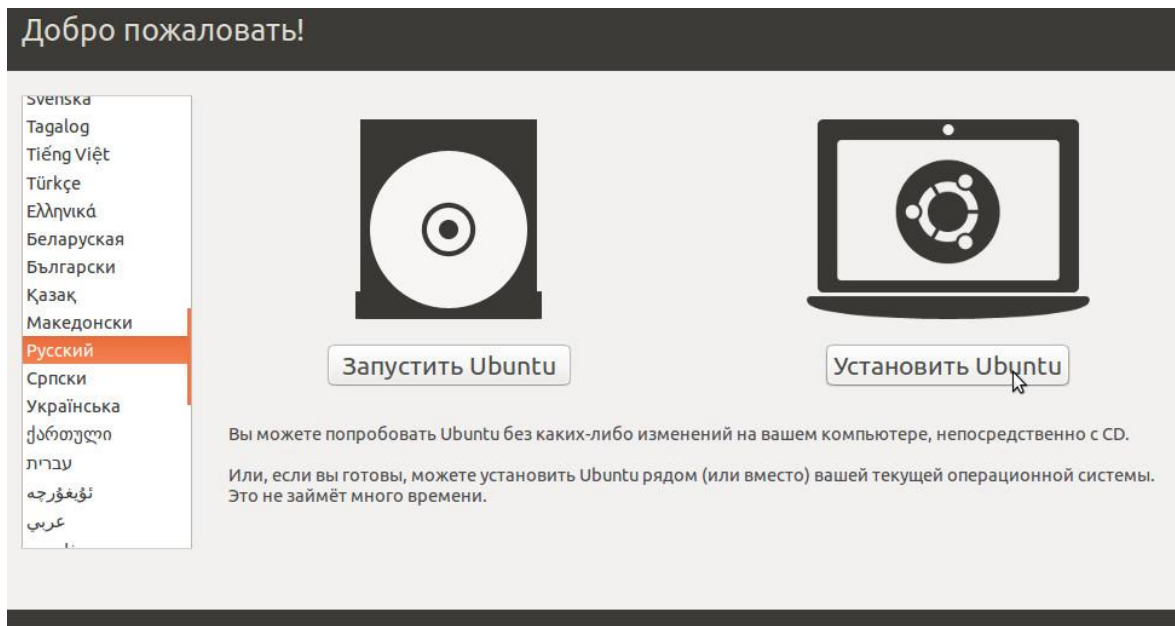 Добро пожаловать!
Svenska
Tagalog
Tiếng Việt
Türkçe
Ελληνικά
Беларуская
Български
Қазақ
Македонски
Русский
Српски
Українська
ქართული
עברית
ئۇيغۇرچە
عربي
Запустить Ubuntu
Установить Ubuntu
Вы можете попробовать Ubuntu без каких-либо изменений на вашем компьютере, непосредственно с CD.
Или, если вы готовы, можете установить Ubuntu рядом (или вместо) вашей текущей операционной системы.
Это не займёт много времени.